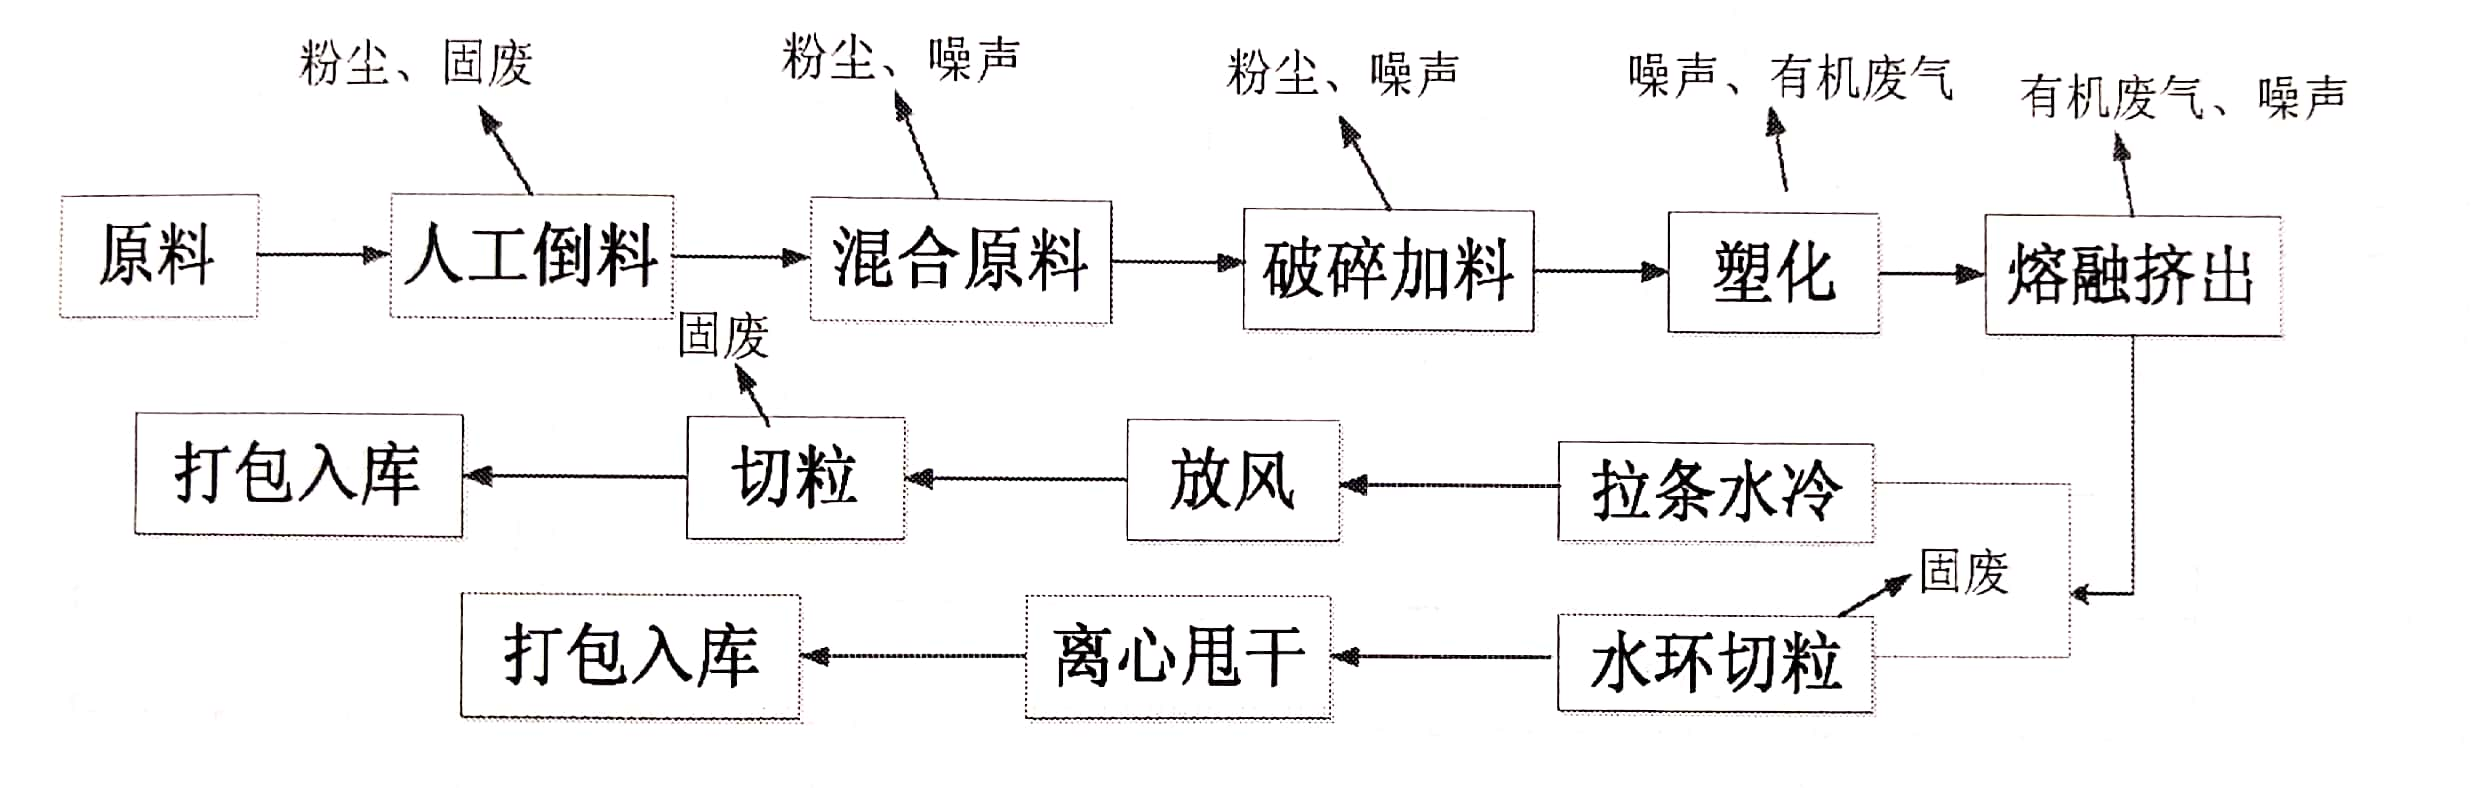 粉尘、固废
粉尘、噪声
粉尘、噪声
噪声、有机废气
有机废气、噪声
原料
人工倒料
混合原料
破碎加料
塑化
熔融挤出
固废
打包入库
切粒
放风
拉条水冷
固废
打包入库
离心甩干
水环切粒